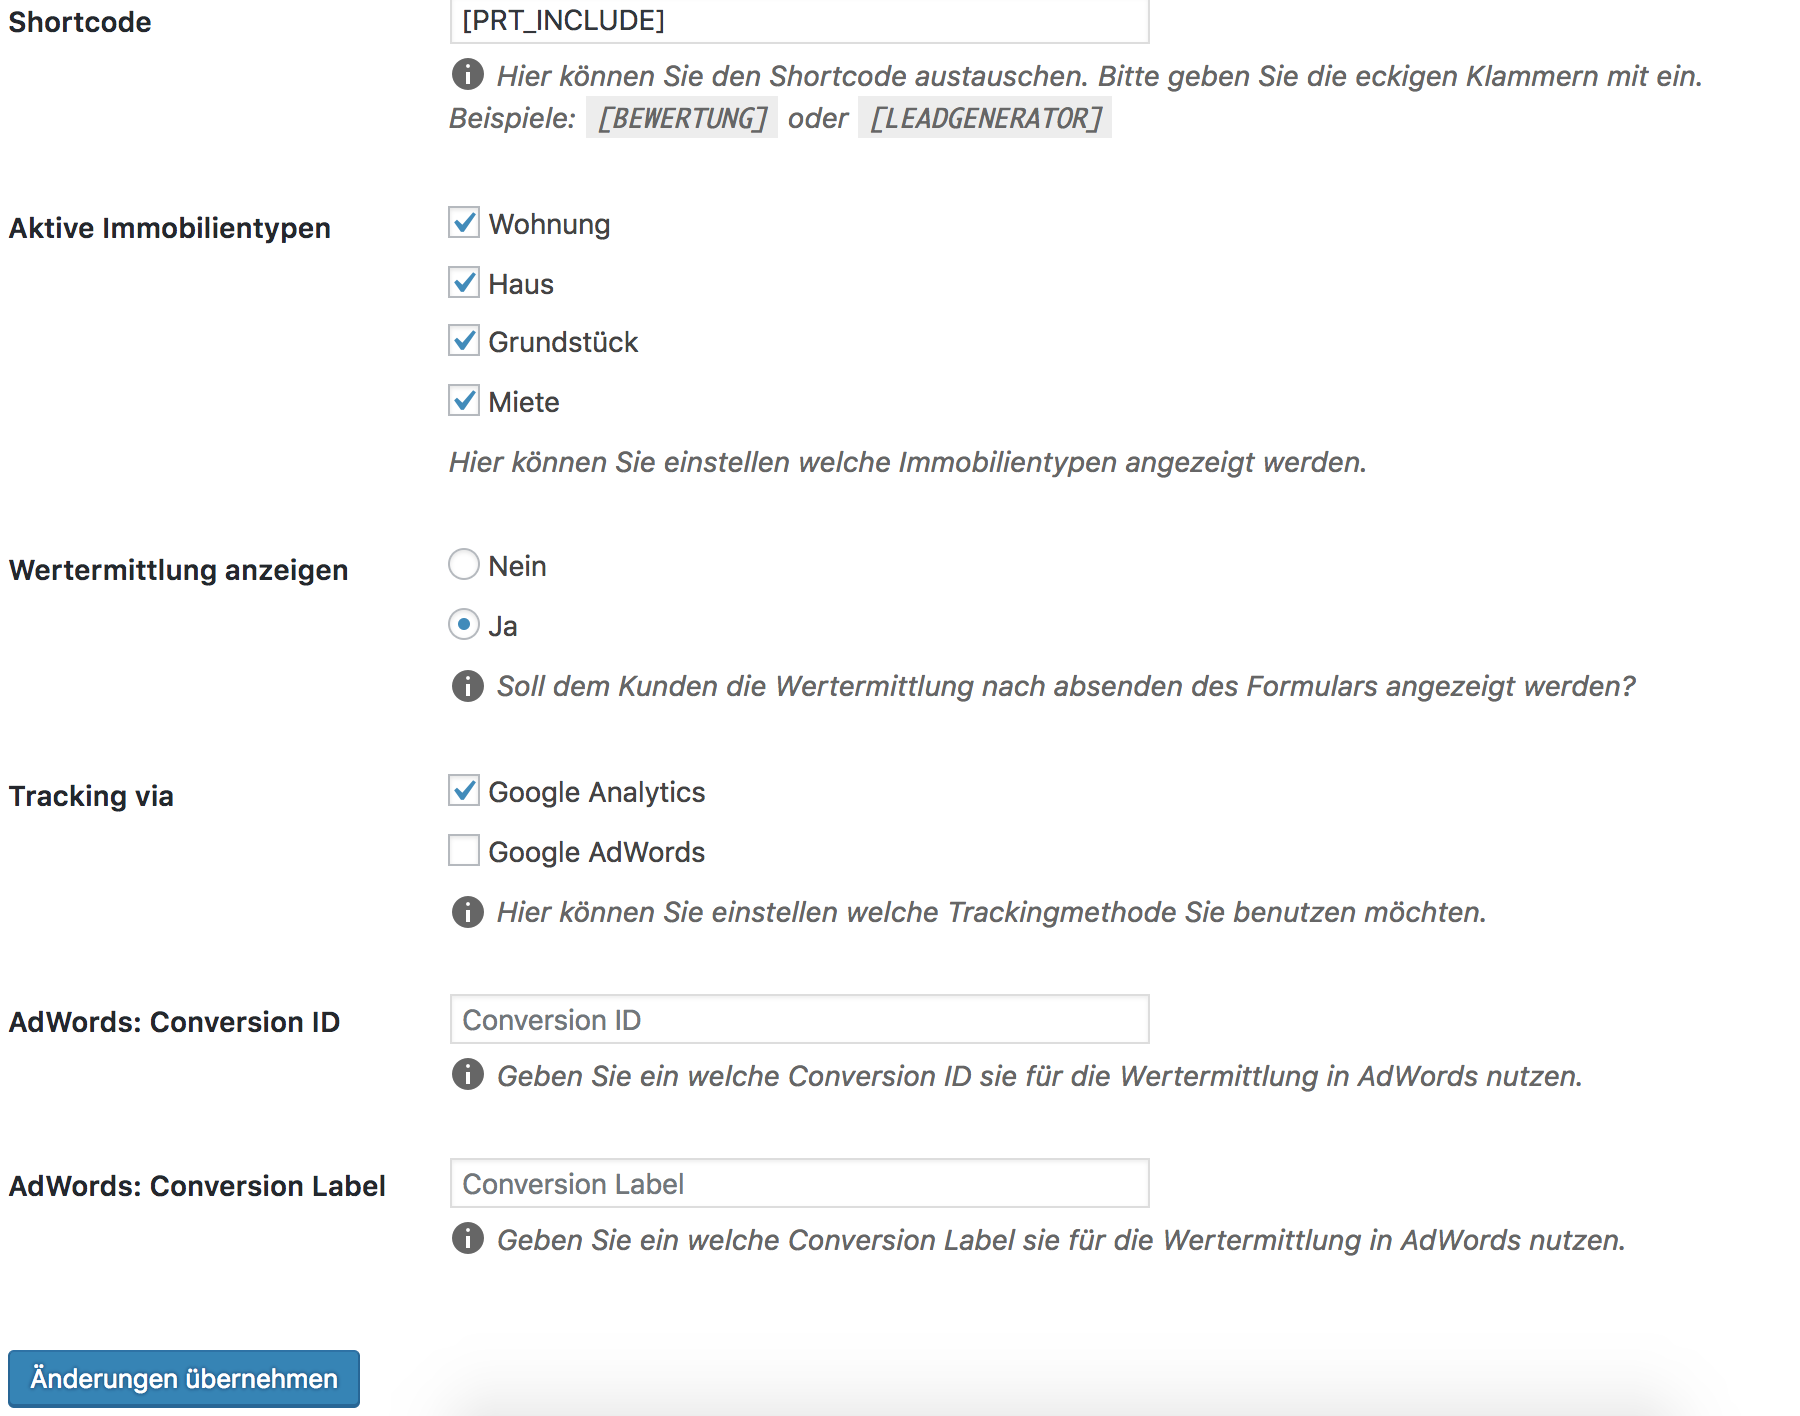 Shortcode
[PRT_INCLUDE]
Hier können Sie den Shortcode austauschen. Bitte geben Sie die eckigen Klammern mit ein.
Beispiele: [BEWERTUNG] oder [LEADGENERATOR]
Aktive Immobilientypen
Wohnung
Haus
Grundstück
Miete
Hier können Sie einstellen welche Immobilientypen angezeigt werden.
Wertermittlung anzeigen
Nein
Ja
Soll dem Kunden die Wertermittlung nach absenden des Formulars angezeigt werden?
Tracking via
Google Analytics
Google AdWords
Hier können Sie einstellen welche Trackingmethode Sie benutzen möchten.
AdWords: Conversion ID
Conversion ID
Geben Sie ein welche Conversion ID sie für die Wertermittlung in AdWords nutzen.
AdWords: Conversion Label
Conversion Label
Geben Sie ein welche Conversion Label sie für die Wertermittlung in AdWords nutzen.
Änderungen übernehmen